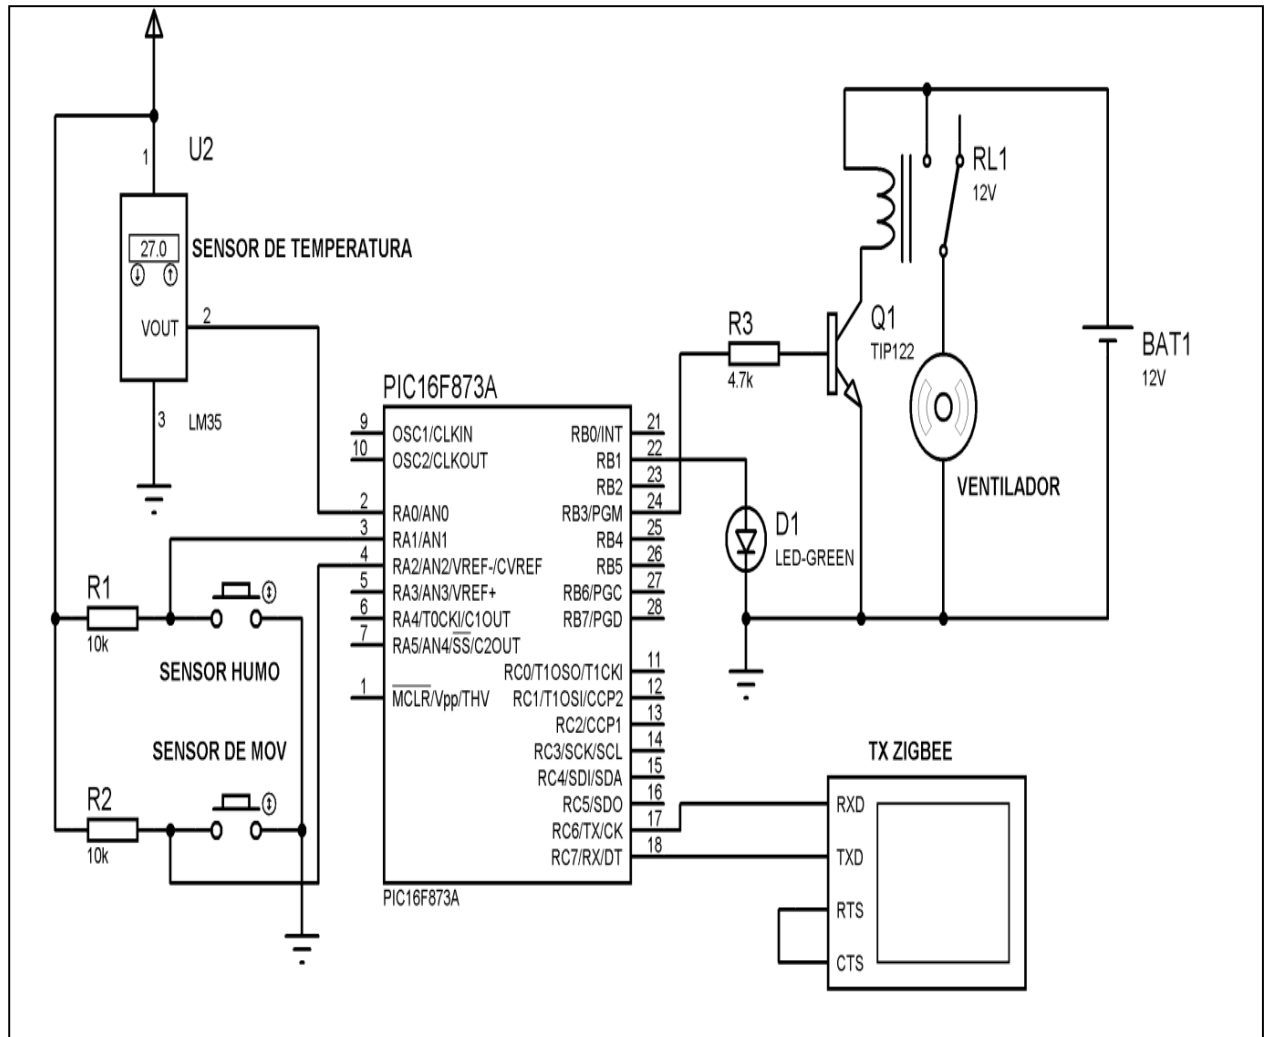 1
U2
27.0
SENSOR DE TEMPERATURA
VOUT
2
3
LM35
RL1
12V
R3
4.7k
Q1
TIP122
BAT1
12V
VENTILADOR
PIC16F873A
9 OSC1/CLKIN
10 OSC2/CLKOUT
2 RA0/AN0
3 RA1/AN1
4 RA2/AN2/VREF-/CVREF
5 RA3/AN3/VREF+
6 RA4/T0CKI/C1OUT
7 RA5/AN4/SS/C2OUT
1 MCLR/Vpp/THV
RB0/INT 21
RB1 22
RB2 23
RB3/PGM 24
RB4 25
RB5 26
RB6/PGC 27
RB7/PGD 28
RC0/T1OSO/T1CKI 11
RC1/T1OSI/CCP2 12
RC2/CCP1 13
RC3/SCK/SCL 14
RC4/SDI/SDA 15
RC5/SDO 16
RC6/TX/CK 17
RC7/RX/DT 18
PIC16F873A
D1
LED-GREEN
R1
10k
SENSOR HUMO
SENSOR DE MOV
R2
10k
TX ZIGBEE
RXD
TXD
RTS
CTS